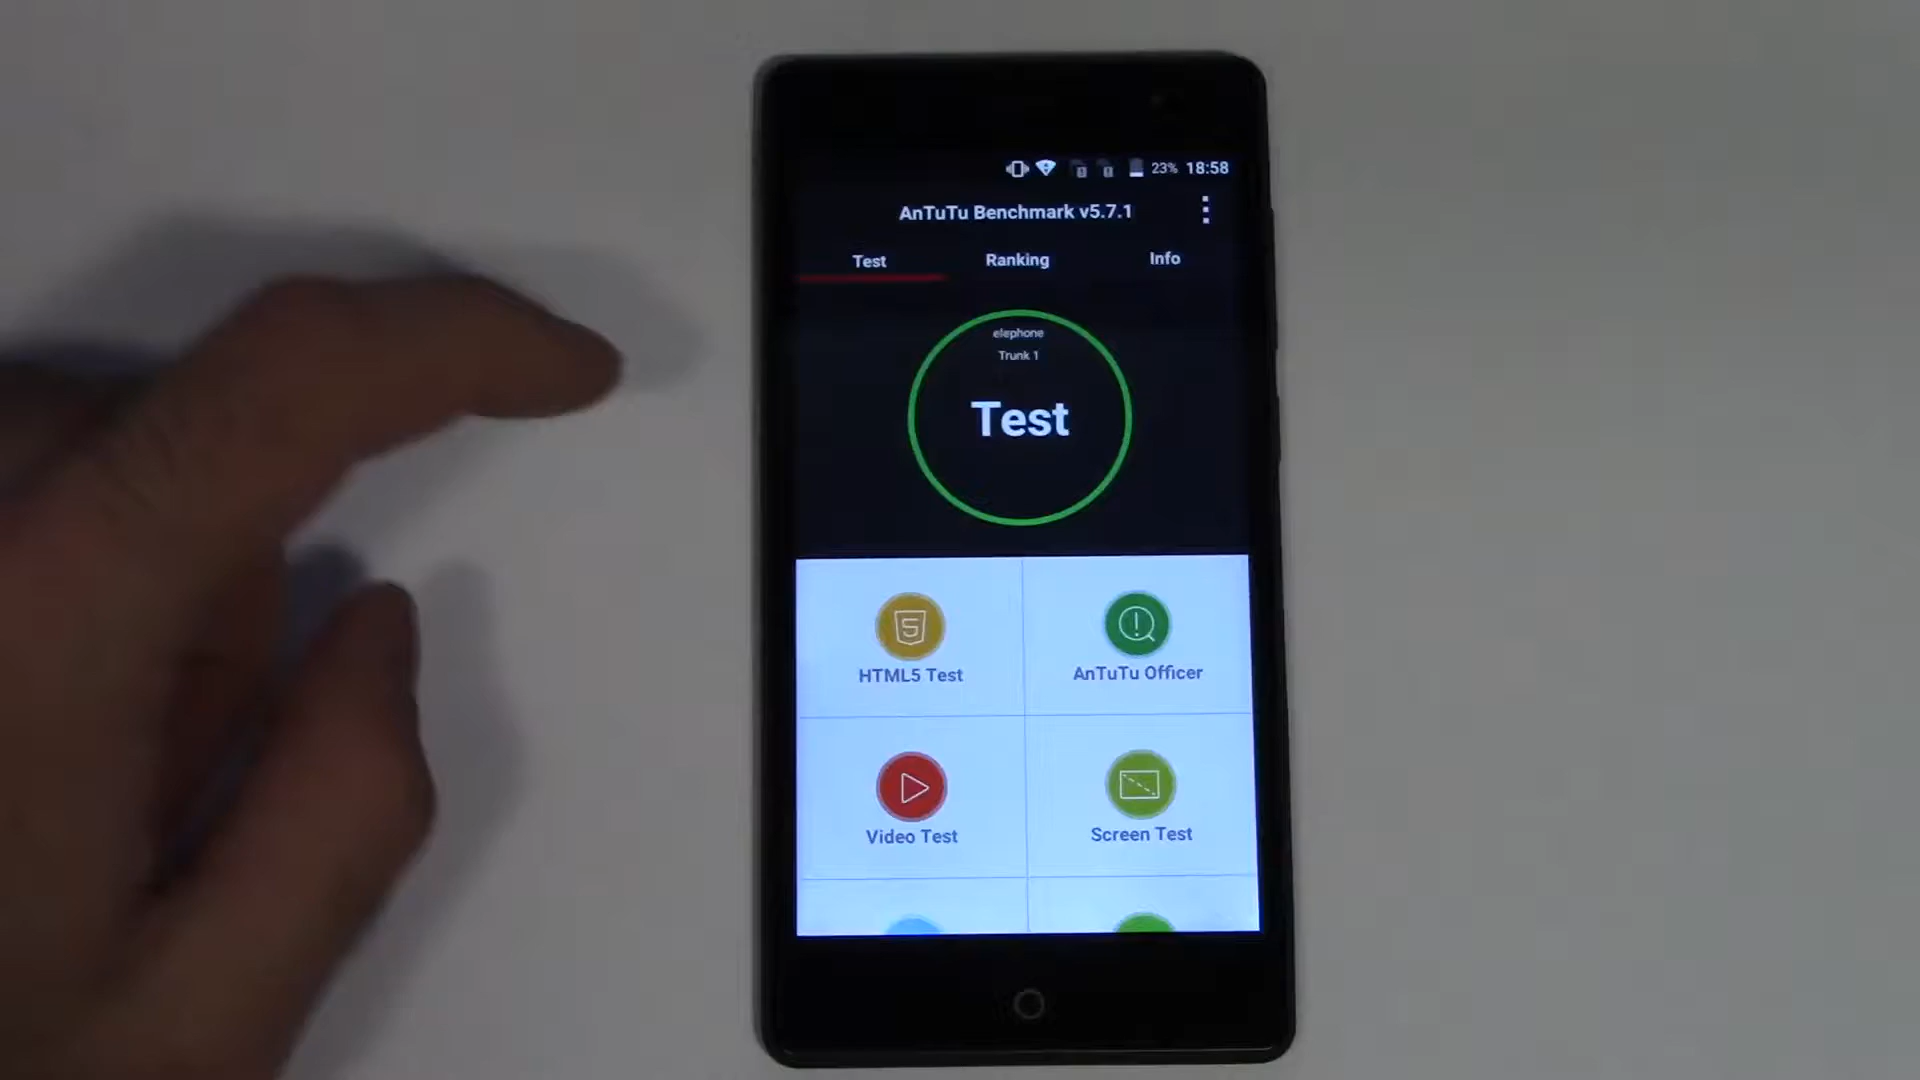 23% 18:58
AnTuTu Benchmark v5.7.1
Test Ranking Info
elephone
Trunk 1
Test
HTML5 Test AnTuTu Officer
Video Test Screen Test